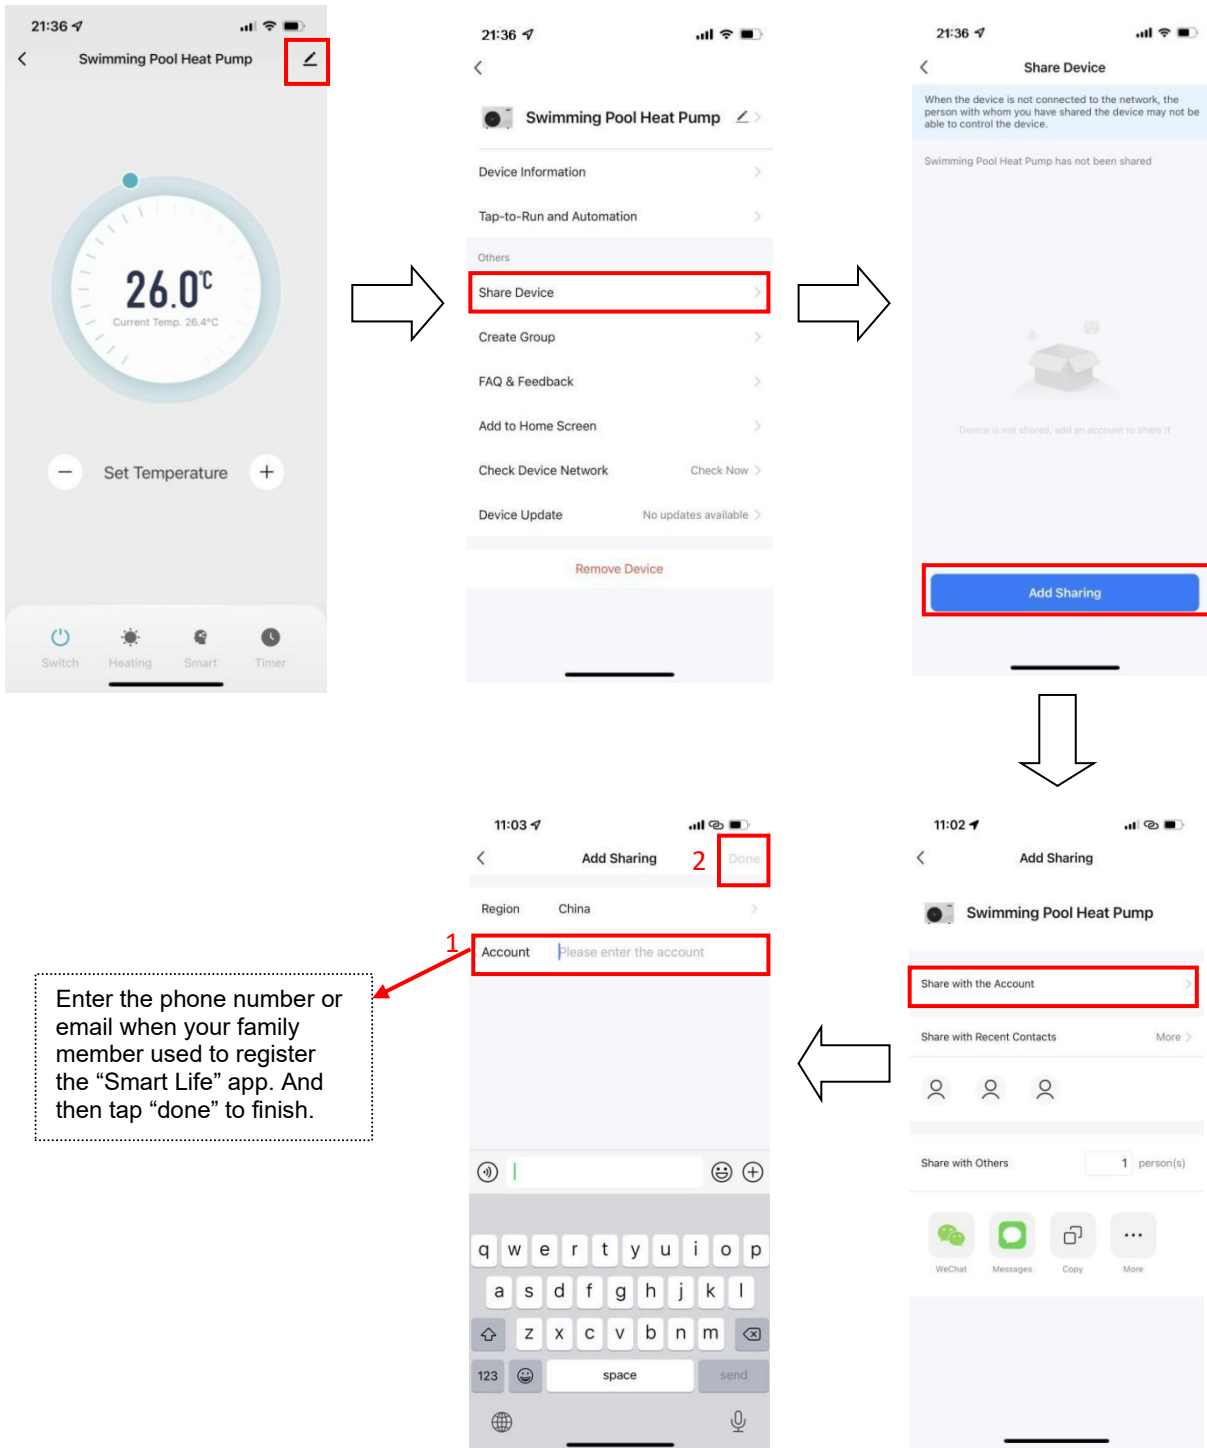 21:36
Swimming Pool Heat Pump
26.0℃
Current Temp. 26.4°C
Set Temperature
Switch
Heating
Smart
Timer
21:36
Swimming Pool Heat Pump
Device Information
Tap-to-Run and Automation
Others
Share Device
Create Group
FAQ & Feedback
Add to Home Screen
Check Device Network Check Now
Device Update No updates available
Remove Device
21:36
Share Device
When the device is not connected to the network, the
person with whom you have shared the device may not be
able to control the device.
Swimming Pool Heat Pump has not been shared
Device is not shared, add an account to share it
Add Sharing
11:02
Add Sharing
Swimming Pool Heat Pump
Share with the Account
Share with Recent Contacts More
Share with Others 1 person(s)
WeChat
Messages
Copy
More
11:03
Add Sharing 2 Done
Region China
1 Account Please enter the account
q w e r t y u i o p
a s d f g h j k l
z x c v b n m
123 space send
Enter the phone number or
email when your family
member used to register
the “Smart Life” app. And
then tap “done” to finish.